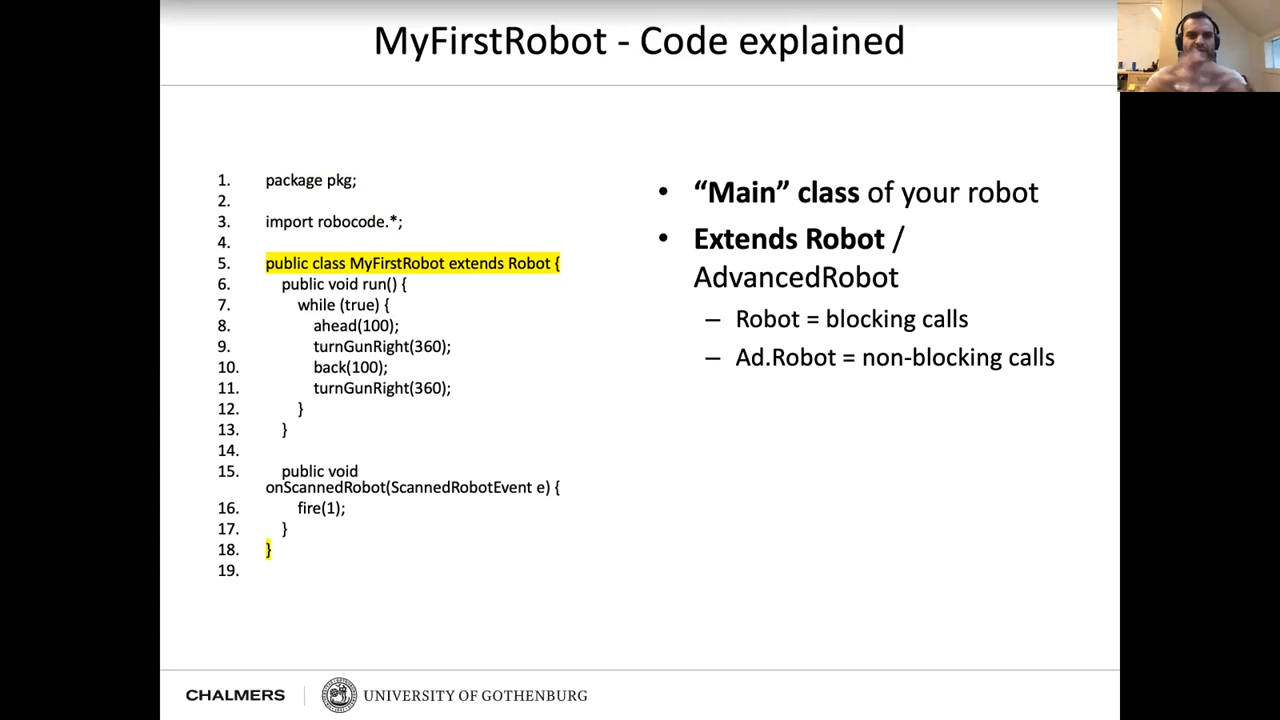 MyFirstRobot - Code explained
1. package pkg;
2.
3. import robocode.*;
4.
5. public class MyFirstRobot extends Robot {
6. public void run() {
7. while (true) {
8. ahead(100);
9. turnGunRight(360);
10. back(100);
11. turnGunRight(360);
12. }
13. }
14.
15. public void
onScannedRobot(ScannedRobotEvent e) {
16. fire(1);
17. }
18. }
19.
• “Main” class of your robot
• Extends Robot /
AdvancedRobot
– Robot = blocking calls
– Ad.Robot = non-blocking calls
CHALMERS
UNIVERSITY OF GOTHENBURG